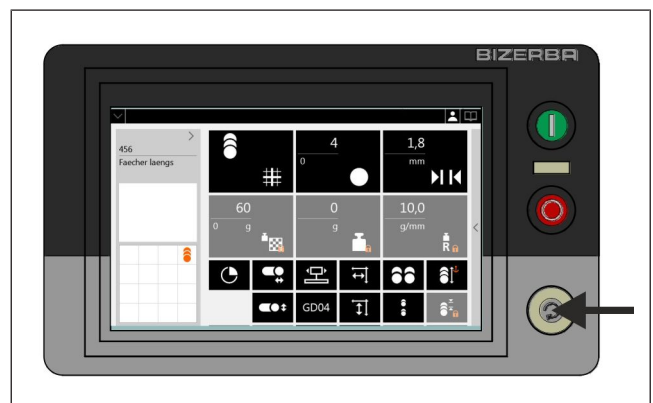 BIZERBA
456
Faecher laengs
4
0
1,8
mm
60
0 g
0
g
10,0
g/mm
R
GD04